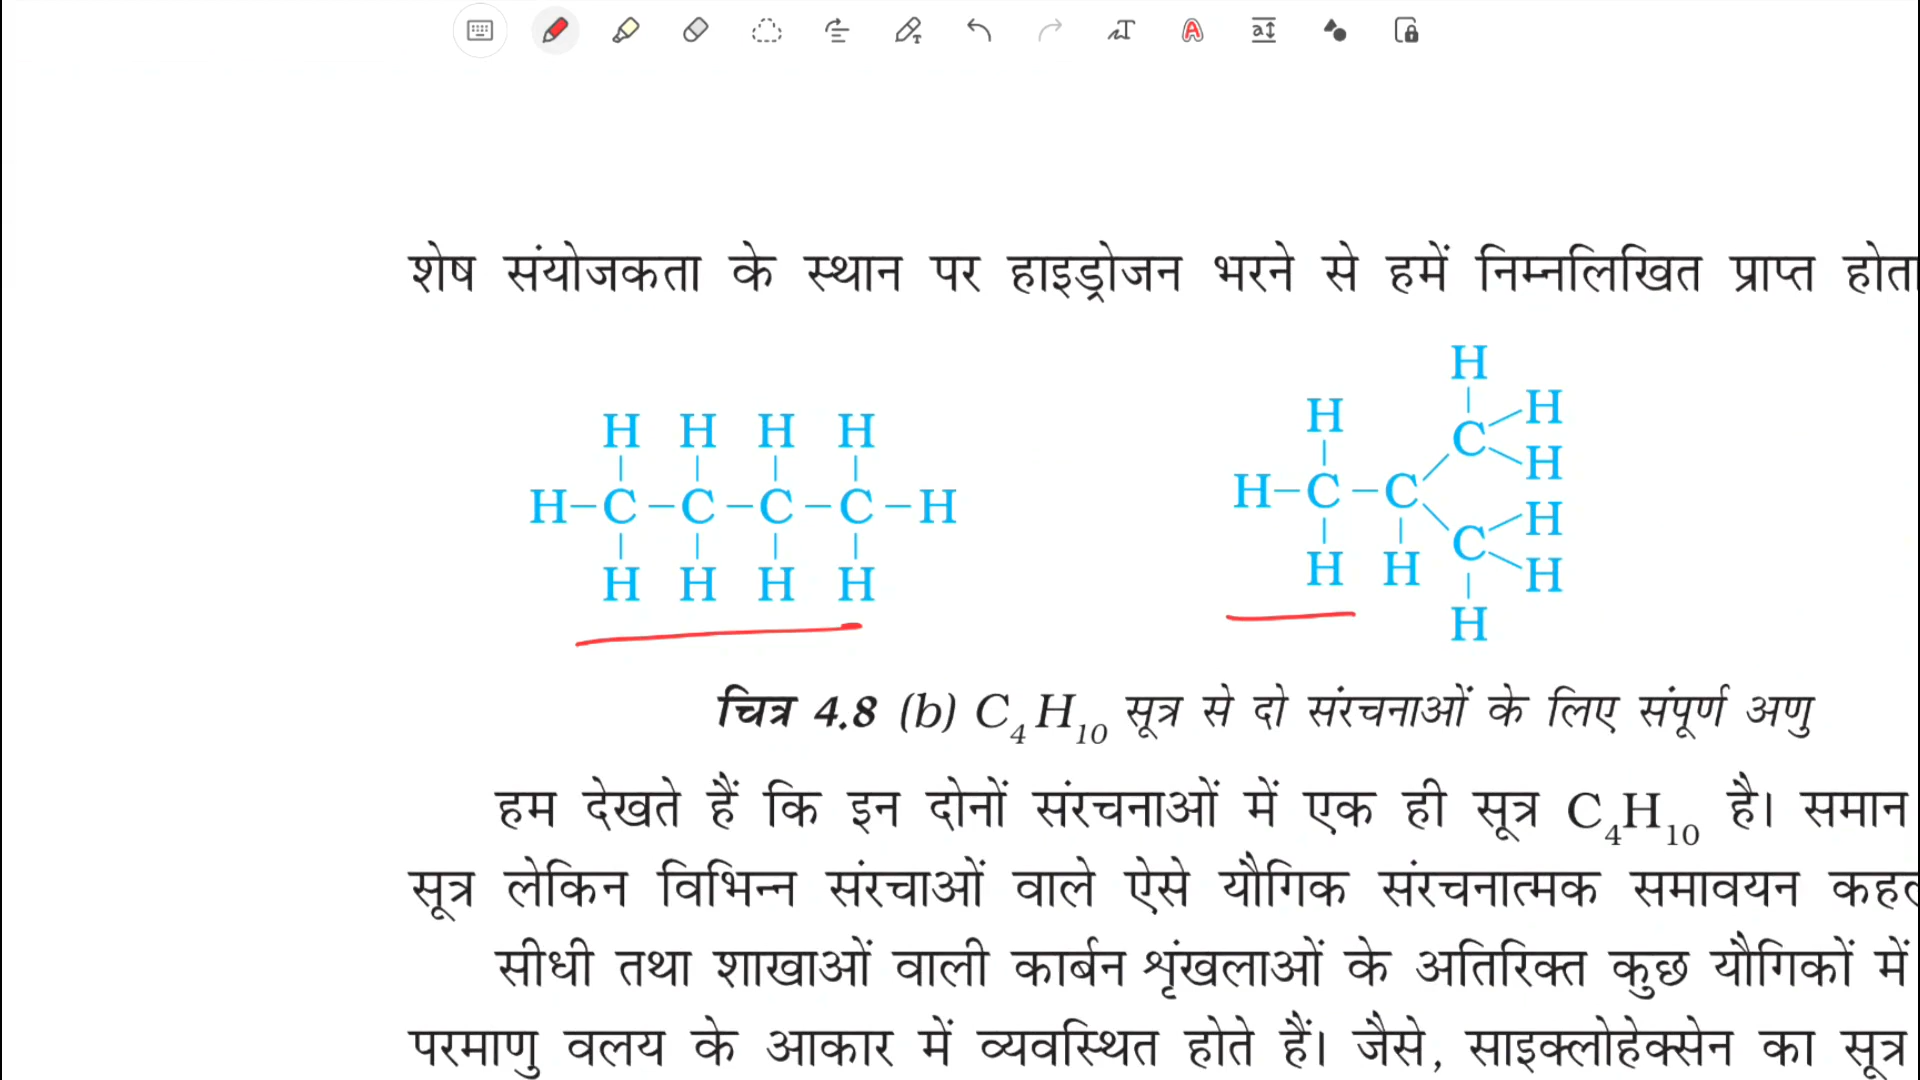 शेष संयोजकता के स्थान पर हाइड्रोजन भरने से हमें निम्नलिखित प्राप्त होता
H H H H
H–C–C–C–C–H
H H H H
H
H C H
H
H–C–C
H
H H C H
H
चित्र 4.8 (b) C4H10 सूत्र से दो संरचनाओं के लिए संपूर्ण अणु
हम देखते हैं कि इन दोनों संरचनाओं में एक ही सूत्र C4H10 है। समान
सूत्र लेकिन विभिन्न संरचाओं वाले ऐसे यौगिक संरचनात्मक समावयन
सीधी तथा शाखाओं वाली कार्बन शृंखलाओं के अतिरिक्त कुछ यौगिकों में
परमाणु वलय के आकार में व्यवस्थित होते हैं। जैसे, साइक्लोहेक्सेन का सूत्र